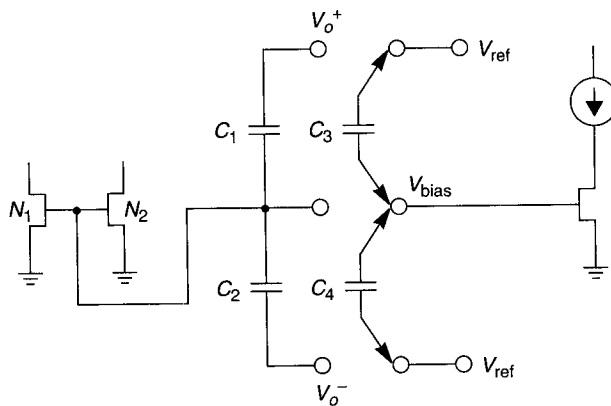 V_o^+
V_ref
C_1
C_3
N_1
N_2
V_bias
C_2
C_4
V_o^-
V_ref